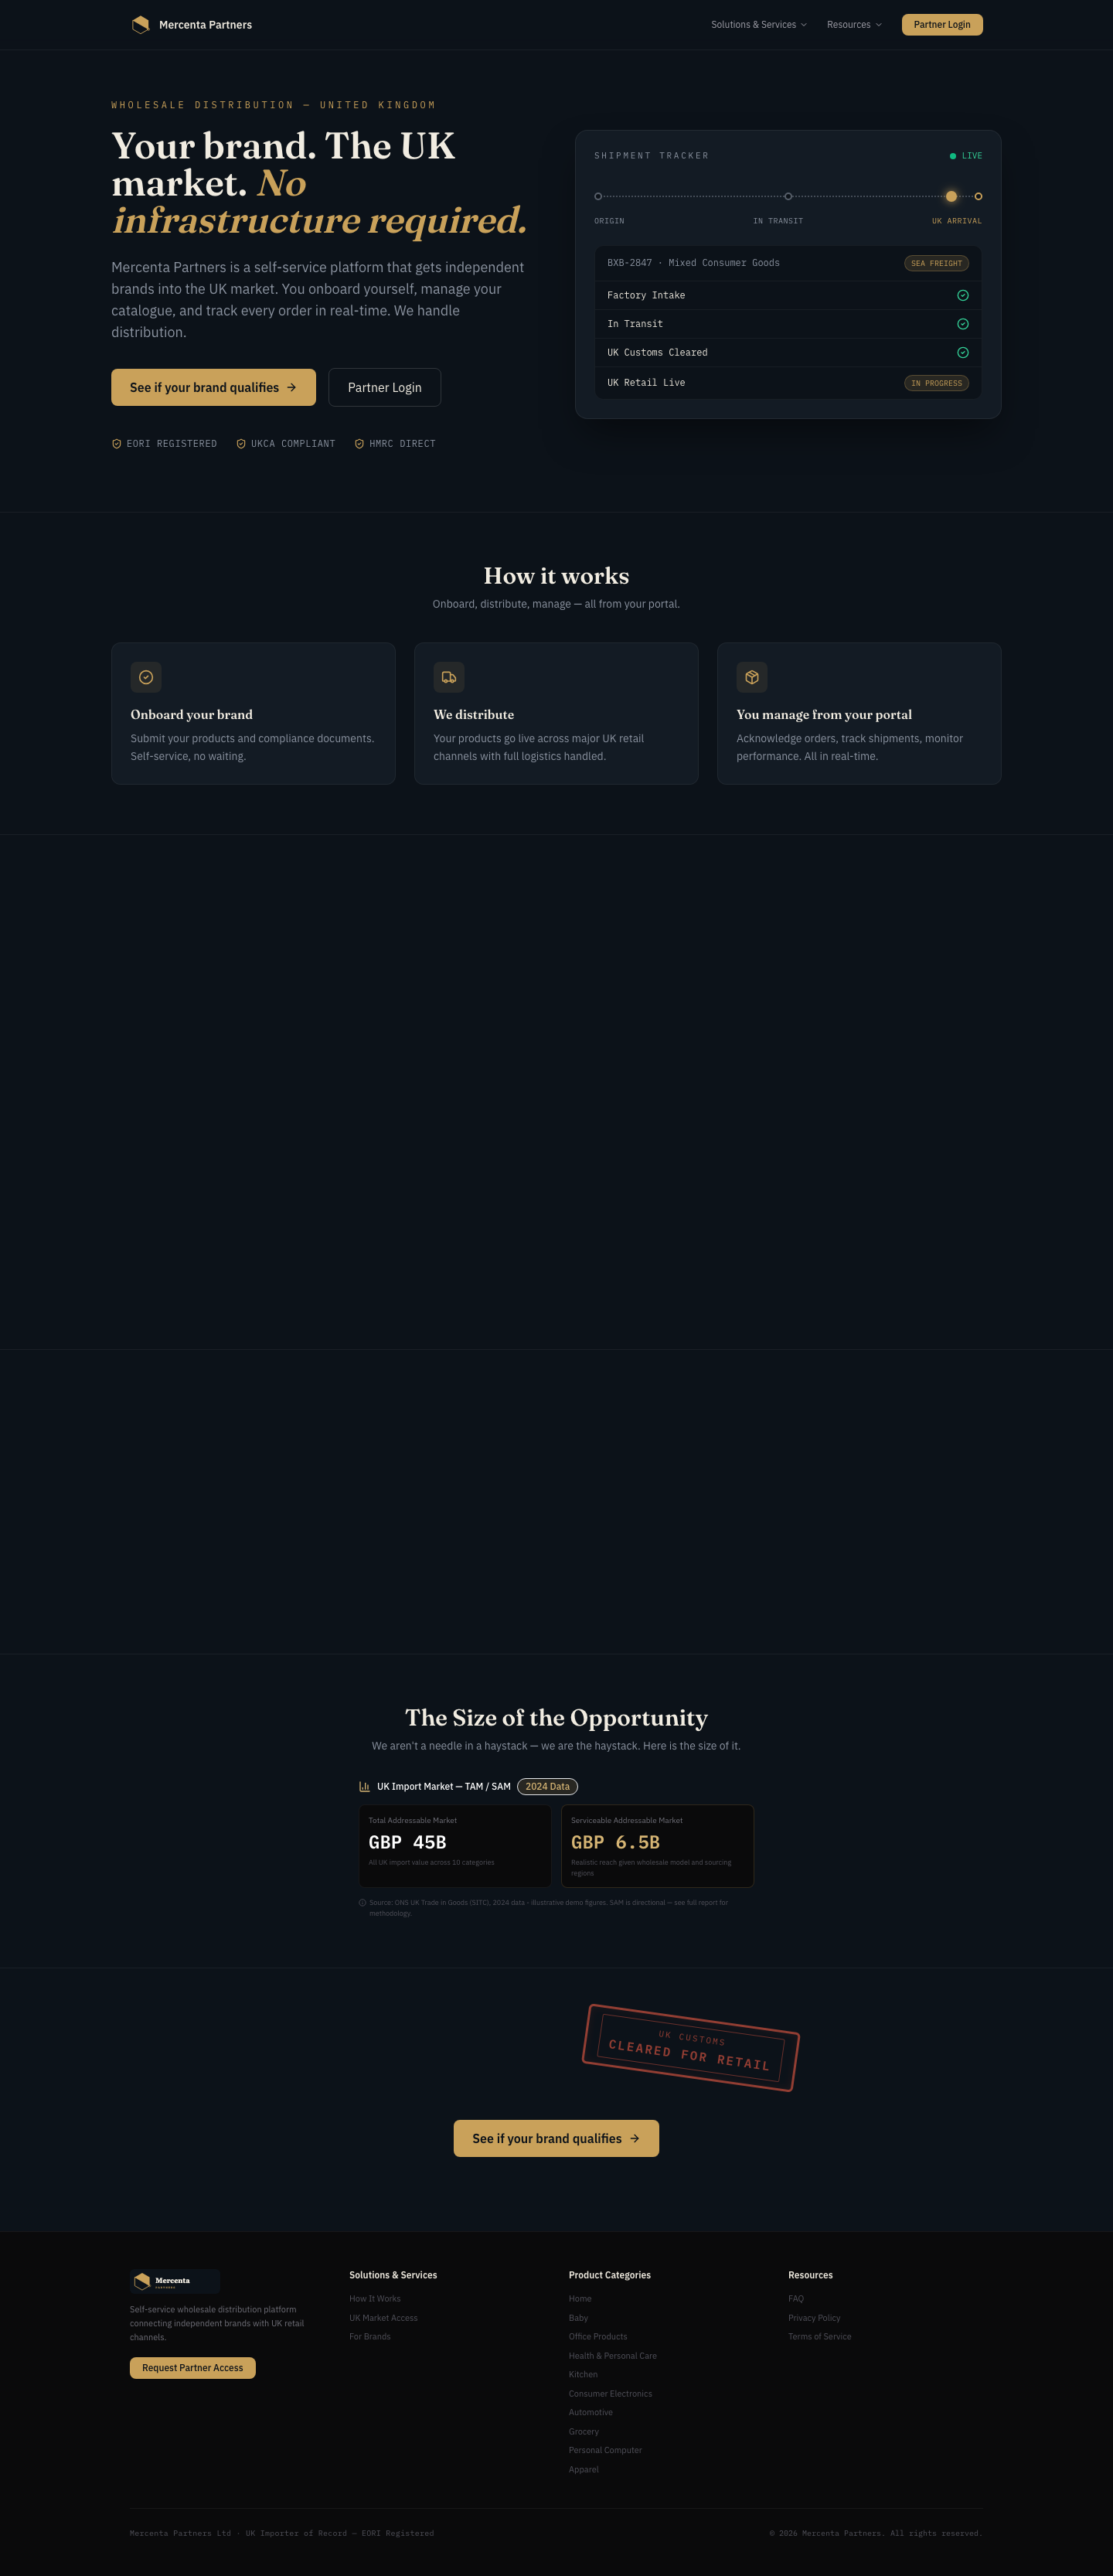 Mercenta Partners
Solutions & Services
Resources
Partner Login
WHOLESALE DISTRIBUTION — UNITED KINGDOM
Your brand. The UK
market. No
infrastructure required.
Mercenta Partners is a self-service platform that gets independent
brands into the UK market. You onboard yourself, manage your
catalogue, and track every order in real-time. We handle
distribution.
See if your brand qualifies
Partner Login
EORI REGISTERED
UKCA COMPLIANT
HMRC DIRECT
SHIPMENT TRACKER
LIVE
ORIGIN
IN TRANSIT
UK ARRIVAL
BXB-2847 · Mixed Consumer Goods
SEA FREIGHT
Factory Intake
In Transit
UK Customs Cleared
UK Retail Live
IN PROGRESS
How it works
Onboard, distribute, manage — all from your portal.
Onboard your brand
Submit your products and compliance documents.
Self-service, no waiting.
We distribute
Your products go live across major UK retail
channels with full logistics handled.
You manage from your portal
Acknowledge orders, track shipments, monitor
performance. All in real-time.
The Size of the Opportunity
We aren't a needle in a haystack — we are the haystack. Here is the size of it.
UK Import Market — TAM / SAM
2024 Data
Total Addressable Market
GBP 45B
All UK import value across 10 categories
Serviceable Addressable Market
GBP 6.5B
Realistic reach given wholesale model and sourcing
regions
Source: ONS UK Trade in Goods (SITC), 2024 data - illustrative demo figures. SAM is directional — see full report for
methodology.
UK CUSTOMS
CLEARED FOR RETAIL
See if your brand qualifies
Mercenta
PARTNERS
Self-service wholesale distribution platform
connecting independent brands with UK retail
channels.
Request Partner Access
Solutions & Services
How It Works
UK Market Access
For Brands
Product Categories
Home
Baby
Office Products
Health & Personal Care
Kitchen
Consumer Electronics
Automotive
Grocery
Personal Computer
Apparel
Resources
FAQ
Privacy Policy
Terms of Service
Mercenta Partners Ltd · UK Importer of Record — EORI Registered
© 2026 Mercenta Partners. All rights reserved.